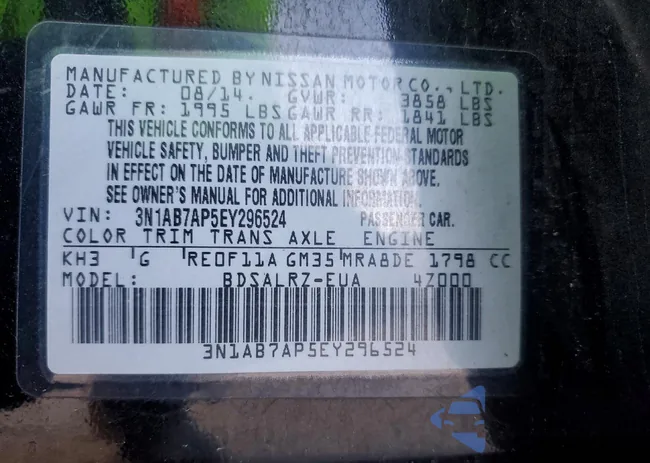 MANUFACTURED BY NISSAN MOTOR CO., LTD.
DATE: 08/14. GVWR: 3858 LBS
GAWR FR: 1995 LBS GAWR RR: 1841 LBS
THIS VEHICLE CONFORMS TO ALL APPLICABLE FEDERAL MOTOR
VEHICLE SAFETY, BUMPER AND THEFT PREVENTION STANDARDS
IN EFFECT ON THE DATE OF MANUFACTURE SHOWN ABOVE.
SEE OWNER'S MANUAL FOR ADDITIONAL INFORMATION.
VIN: 3N1AB7AP5EY296524 PASSENGER CAR.
COLOR TRIM TRANS AXLE ENGINE
KH3 G RE0F11A GM35 MRA8DE 1798 CC
MODEL: BDSALRZ-EUA 4Z000
3N1AB7AP5EY296524